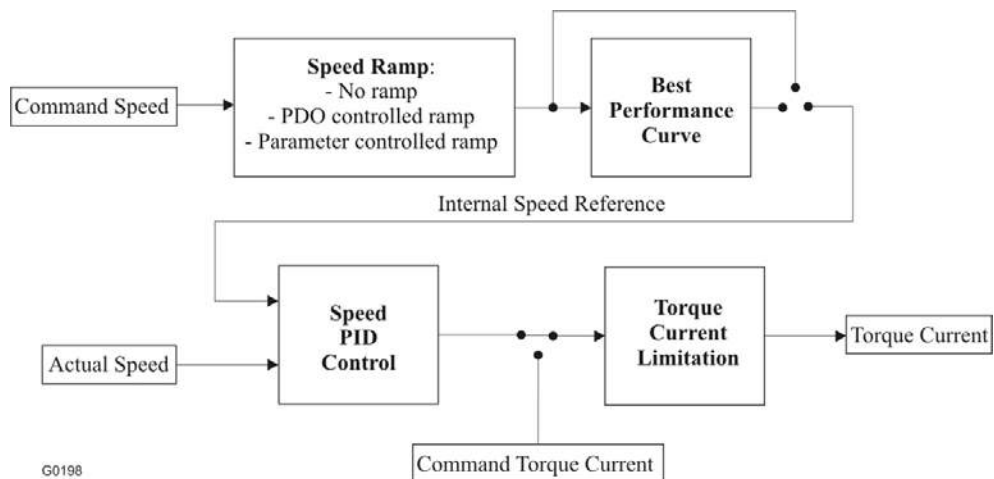 Command Speed
Speed Ramp:
- No ramp
- PDO controlled ramp
- Parameter controlled ramp
Best
Performance
Curve
Internal Speed Reference
Actual Speed
Speed
PID
Control
Torque
Current
Limitation
Torque Current
Command Torque Current
G0198